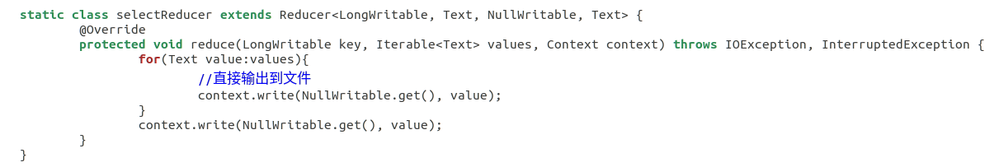 static class selectReducer extends Reducer<LongWritable, Text, NullWritable, Text> {
@Override
protected void reduce(LongWritable key, Iterable<Text> values, Context context) throws IOException, InterruptedException {
for(Text value:values){
//直接输出到文件
context.write(NullWritable.get(), value);
}
context.write(NullWritable.get(), value);
}
}